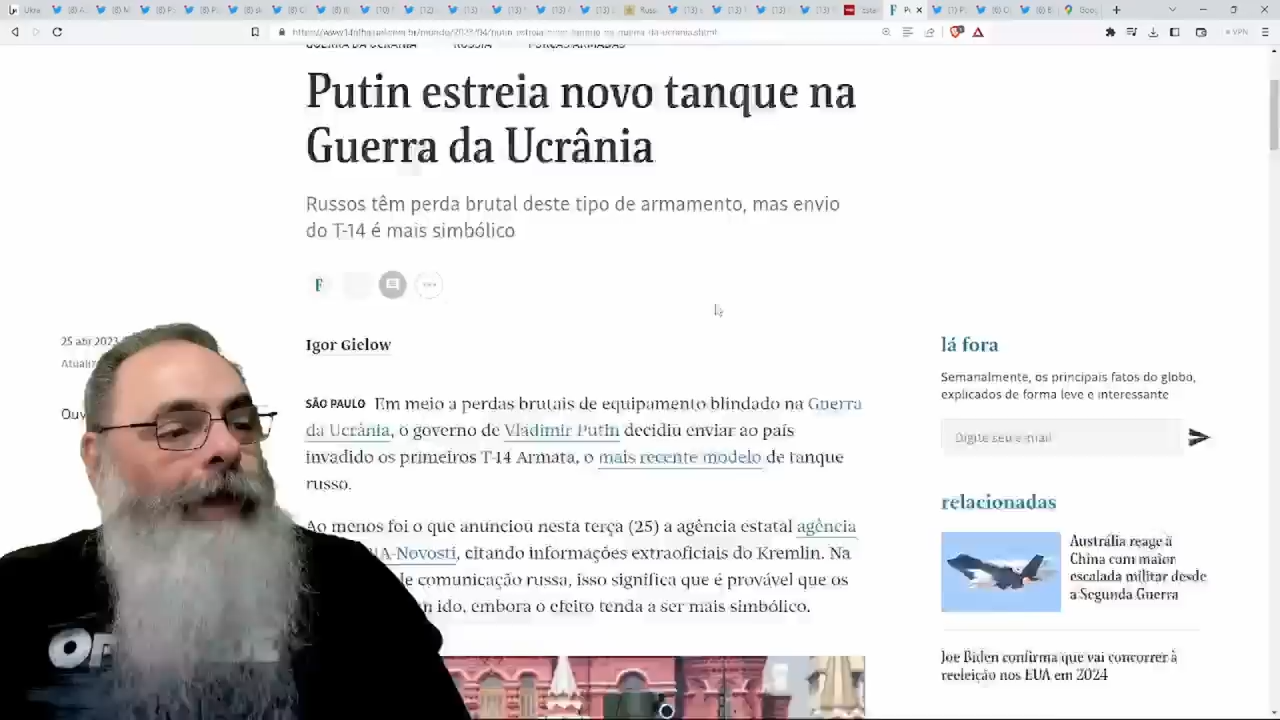 GUERRA DA UCRÂNIA RÚSSIA FORÇAS ARMADAS
Putin estreia novo tanque na
Guerra da Ucrânia
Russos têm perda brutal deste tipo de armamento, mas envio
do T-14 é mais simbólico
F
25 abr 2023
Igor Gielow
SÃO PAULO Em meio a perdas brutais de equipamento blindado na Guerra
da Ucrânia, o governo de Vladimir Putin decidiu enviar ao país
invadido os primeiros T-14 Armata, o mais recente modelo de tanque
russo.
Ao menos foi o que anunciou nesta terça (25) a agência estatal agência
Novosti, citando informações extraoficiais do Kremlin. Na
de comunicação russa, isso significa que é provável que os
ido, embora o efeito tenda a ser mais simbólico.
lá fora
Semanalmente, os principais fatos do globo,
explicados de forma leve e interessante
Digite seu e-mail
relacionadas
Austrália reage à
China com maior
escalada militar desde
a Segunda Guerra
Joe Biden confirma que vai concorrer à
reeleição nos EUA em 2024